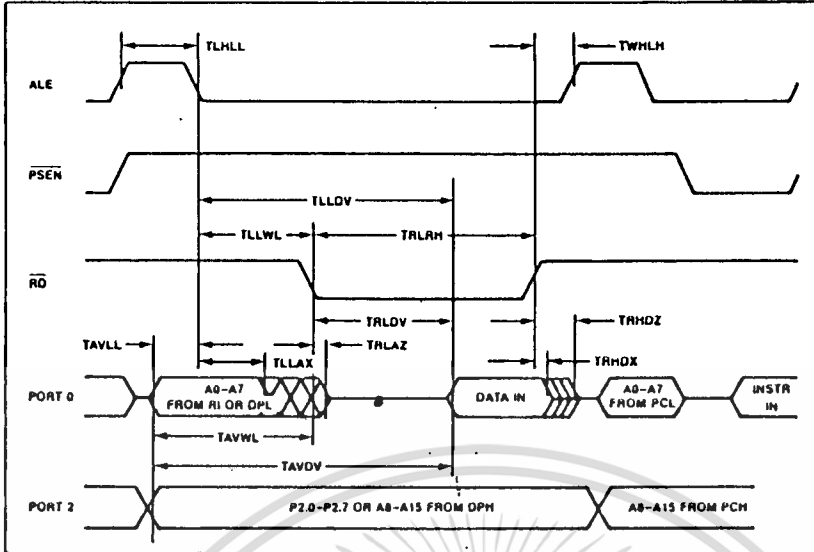 TLHLL
TWHLH
ALE
PSEN
TLLDV
TLLWL
TRLRH
RD
TRLDV
TRHDZ
TAVLL
TRLAZ
TLLAX
TRHDX
PORT 0
A0-A7
FROM RI OR DPL
DATA IN
A0-A7
FROM PCL
INSTR
IN
TAVWL
TAVDV
PORT 2
P2.0-P2.7 OR A8-A15 FROM DPH
A8-A15 FROM PCH